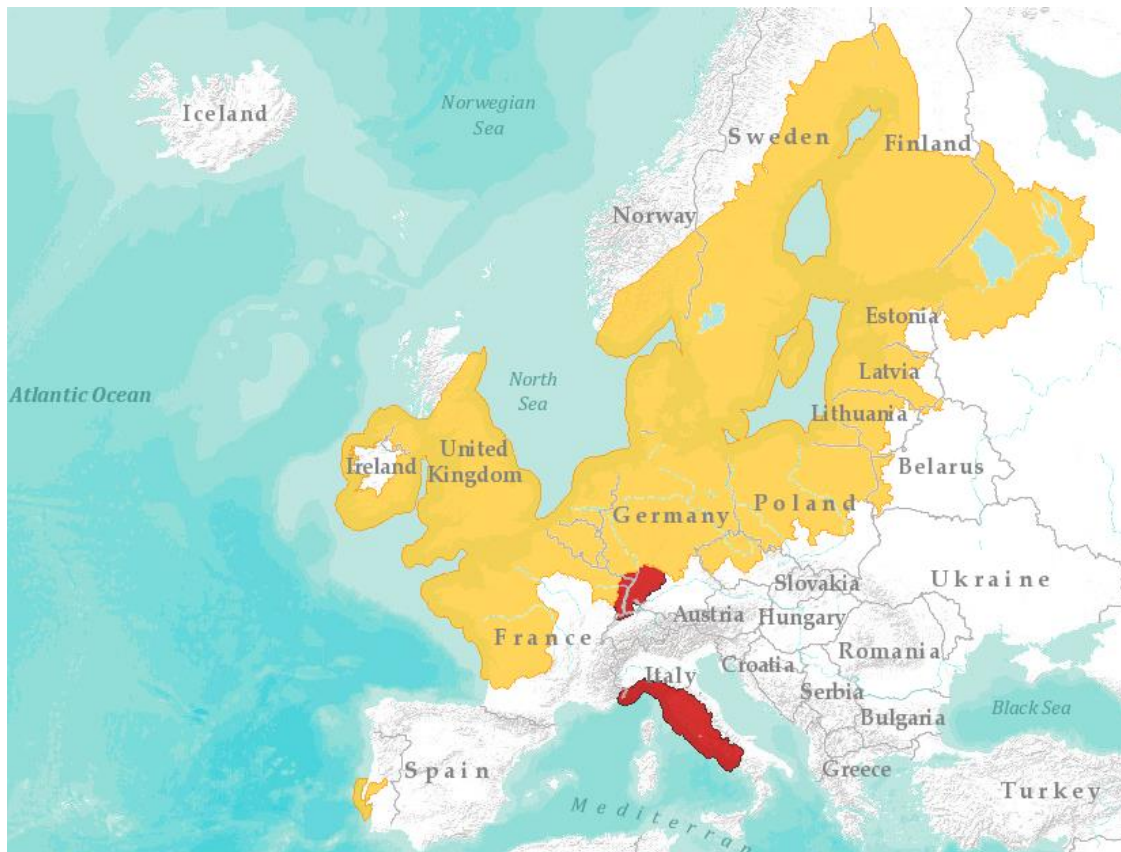 Iceland
Norwegian
Sea
Sweden
Finland
Norway
Estonia
North
Sea
Latvia
Atlantic Ocean
Lithuania
United
Kingdom
Ireland
Belarus
Poland
Germany
Slovakia
Ukraine
Austria
Hungary
France
Romania
Croatia
Italy
Serbia
Black Sea
Bulgaria
Spain
Greece
Turkey
Mediterran